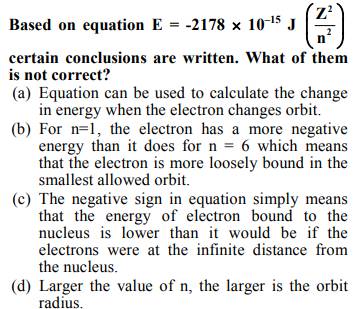 Based on equation E = -2178 × 10⁻¹⁵ J (Z²/n²)
certain conclusions are written. What of them
is not correct?
(a) Equation can be used to calculate the change
in energy when the electron changes orbit.
(b) For n=1, the electron has a more negative
energy than it does for n = 6 which means
that the electron is more loosely bound in the
smallest allowed orbit.
(c) The negative sign in equation simply means
that the energy of electron bound to the
nucleus is lower than it would be if the
electrons were at the infinite distance from
the nucleus.
(d) Larger the value of n, the larger is the orbit
radius.